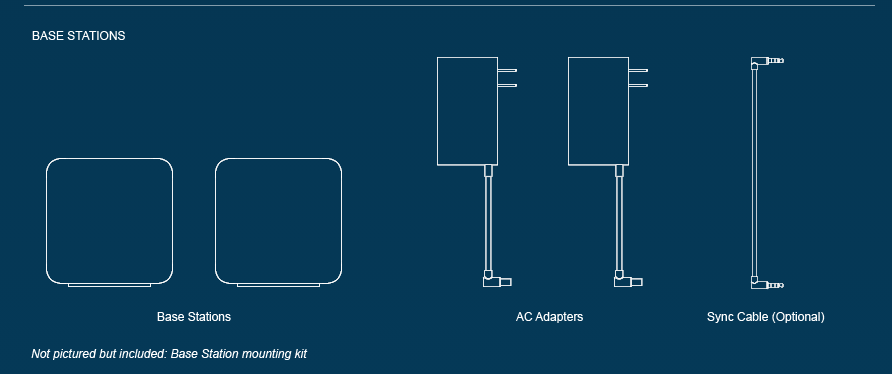 BASE STATIONS
Base Stations
AC Adapters
Sync Cable (Optional)
Not pictured but included: Base Station mounting kit